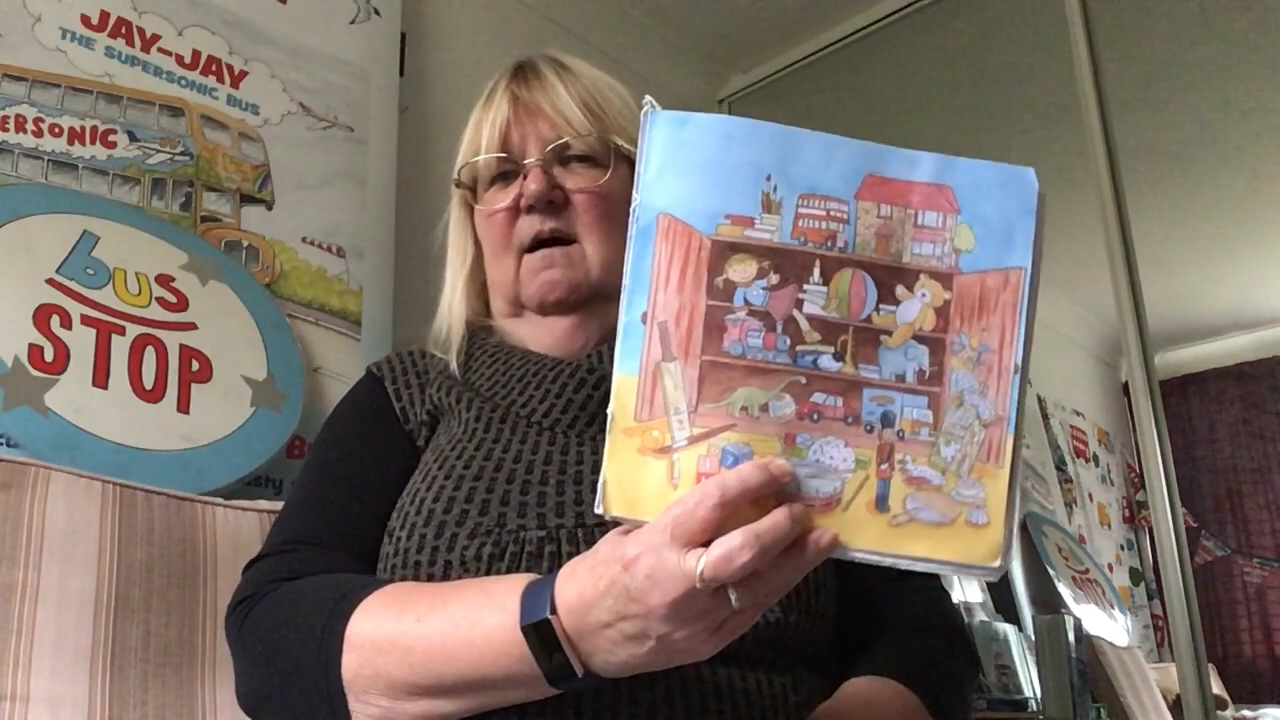 JAY-JAY
THE SUPERSONIC BUS
ERSONIC
bus
STOP